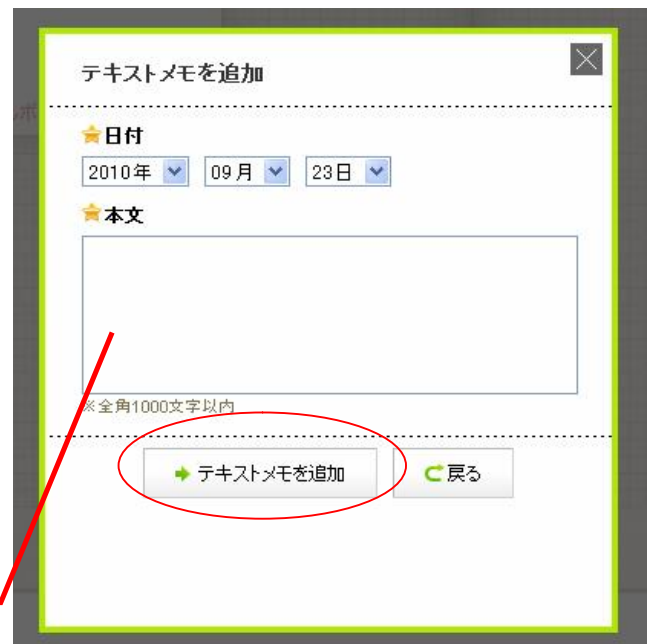 テキストメモを追加
ポ
★日付
2010年 09月 23日
★本文
※全角1000文字以内
テキストメモを追加 戻る